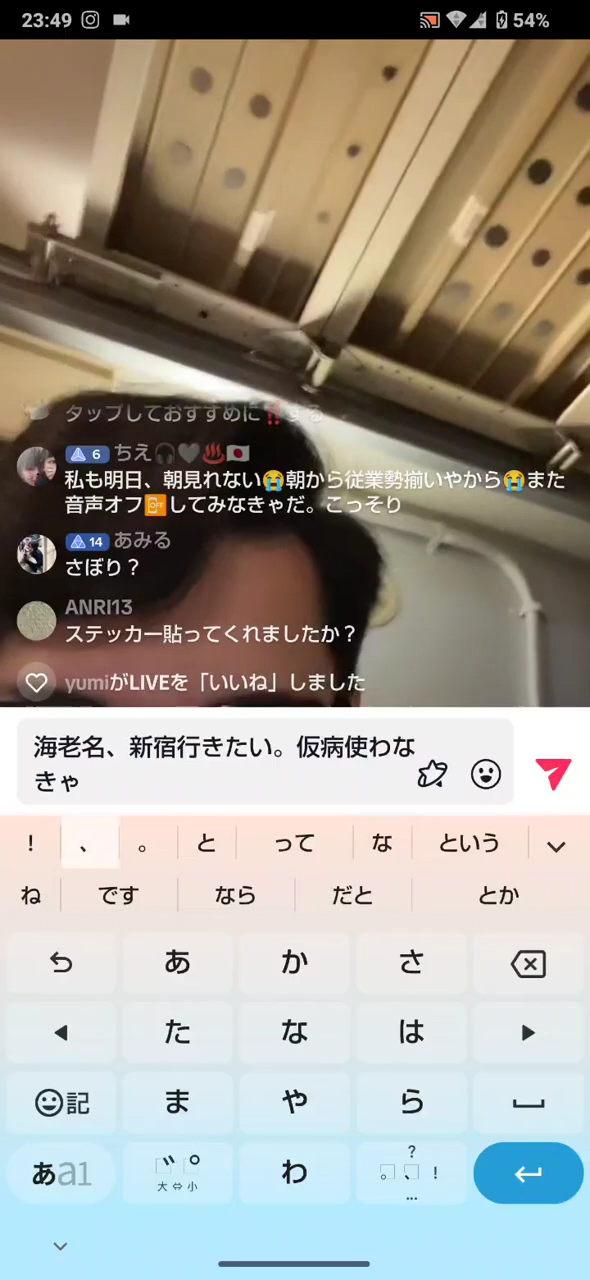 23:49 54%
タップしておすすめに‼️する
6 ちえ🎧🩶♨️🇯🇵
私も明日、朝見れない😭朝から従業勢揃いやから😭また
音声オフ📴してみなきゃだ。こっそり
14 あみる
さぼり？
ANRI13
ステッカー貼ってくれましたか？
yumiがLIVEを「いいね」しました
海老名、新宿行きたい。仮病使わな
きゃ
! 、 。 と って な という
ね です なら だと とか
あ か さ
た な は
記 ま や ら
あa1 大⇔小 わ 。、?!…